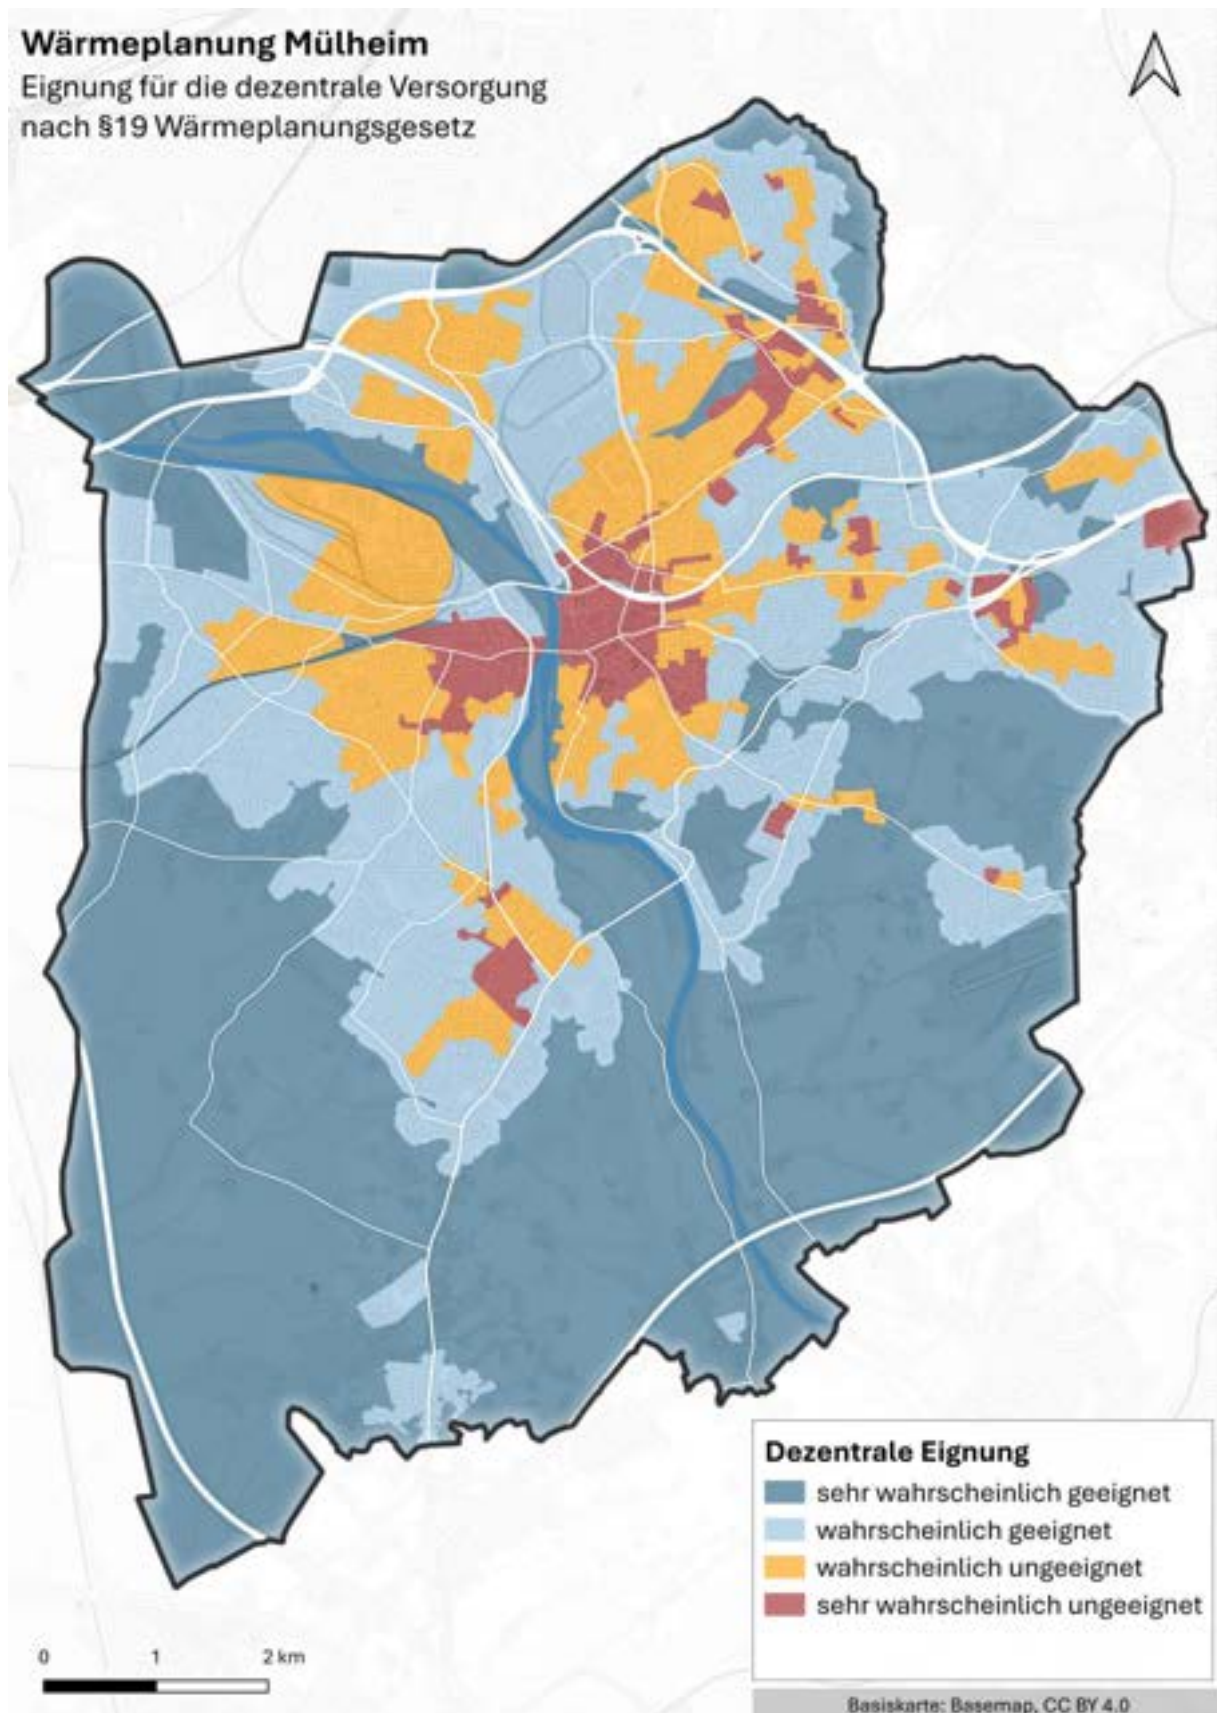 Wärmeplanung Mülheim
Eignung für die dezentrale Versorgung
nach §19 Wärmeplanungsgesetz
Dezentrale Eignung
sehr wahrscheinlich geeignet
wahrscheinlich geeignet
wahrscheinlich ungeeignet
sehr wahrscheinlich ungeeignet
0 1 2 km
Basiskarte: Basemap, CC BY 4.0